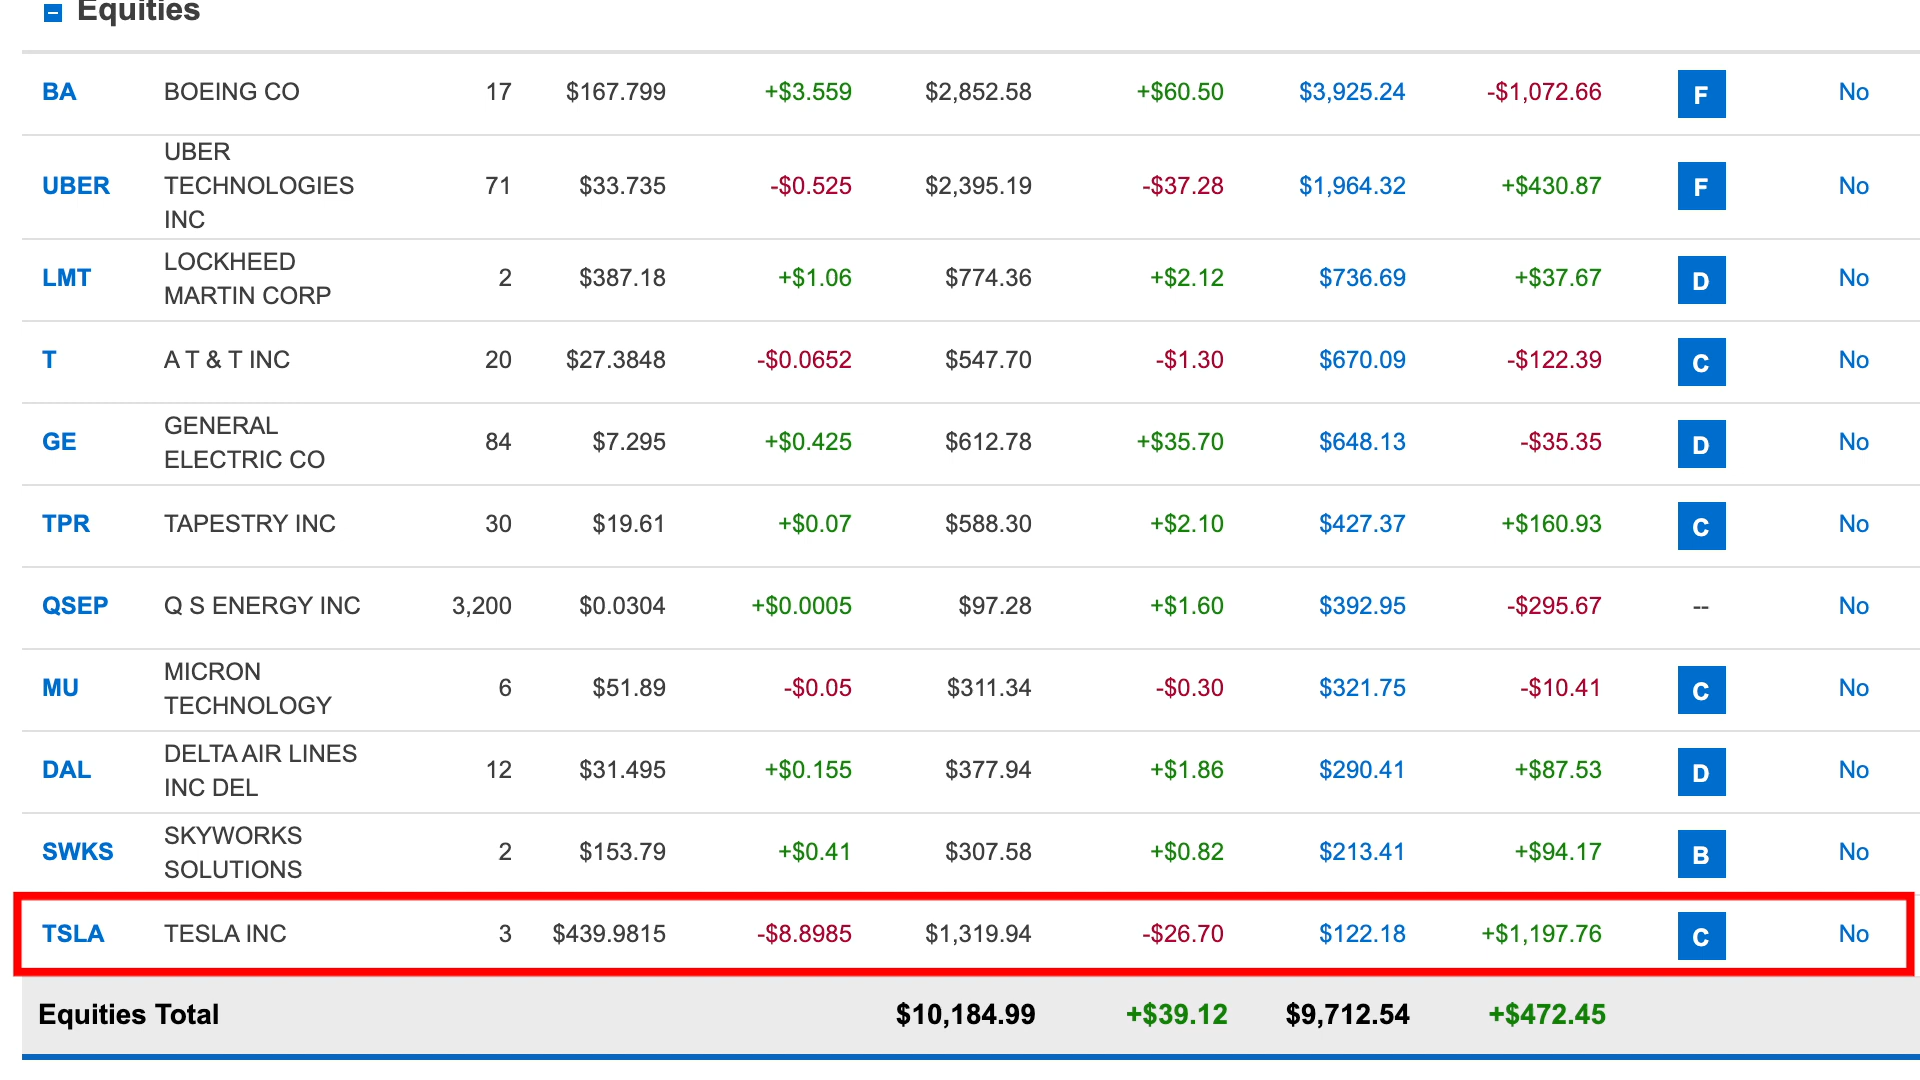 Equities
BA BOEING CO 17 $167.799 +$3.559 $2,852.58 +$60.50 $3,925.24 -$1,072.66 F No
UBER
UBER TECHNOLOGIES 71 $33.735 -$0.525 $2,395.19 -$37.28 $1,964.32 +$430.87 F No
INC
LOCKHEED
LMT 2 $387.18 +$1.06 $774.36 +$2.12 $736.69 +$37.67 D No
MARTIN CORP
T A T & T INC 20 $27.3848 -$0.0652 $547.70 -$1.30 $670.09 -$122.39 C No
GENERAL
GE 84 $7.295 +$0.425 $612.78 +$35.70 $648.13 -$35.35 D No
ELECTRIC CO
TPR TAPESTRY INC 30 $19.61 +$0.07 $588.30 +$2.10 $427.37 +$160.93 C No
QSEP Q S ENERGY INC 3,200 $0.0304 +$0.0005 $97.28 +$1.60 $392.95 -$295.67 -- No
MICRON
MU 6 $51.89 -$0.05 $311.34 -$0.30 $321.75 -$10.41 C No
TECHNOLOGY
DELTA AIR LINES
DAL 12 $31.495 +$0.155 $377.94 +$1.86 $290.41 +$87.53 D No
INC DEL
SKYWORKS
SWKS 2 $153.79 +$0.41 $307.58 +$0.82 $213.41 +$94.17 B No
SOLUTIONS
TSLA TESLA INC 3 $439.9815 -$8.8985 $1,319.94 -$26.70 $122.18 +$1,197.76 C No
Equities Total $10,184.99 +$39.12 $9,712.54 +$472.45